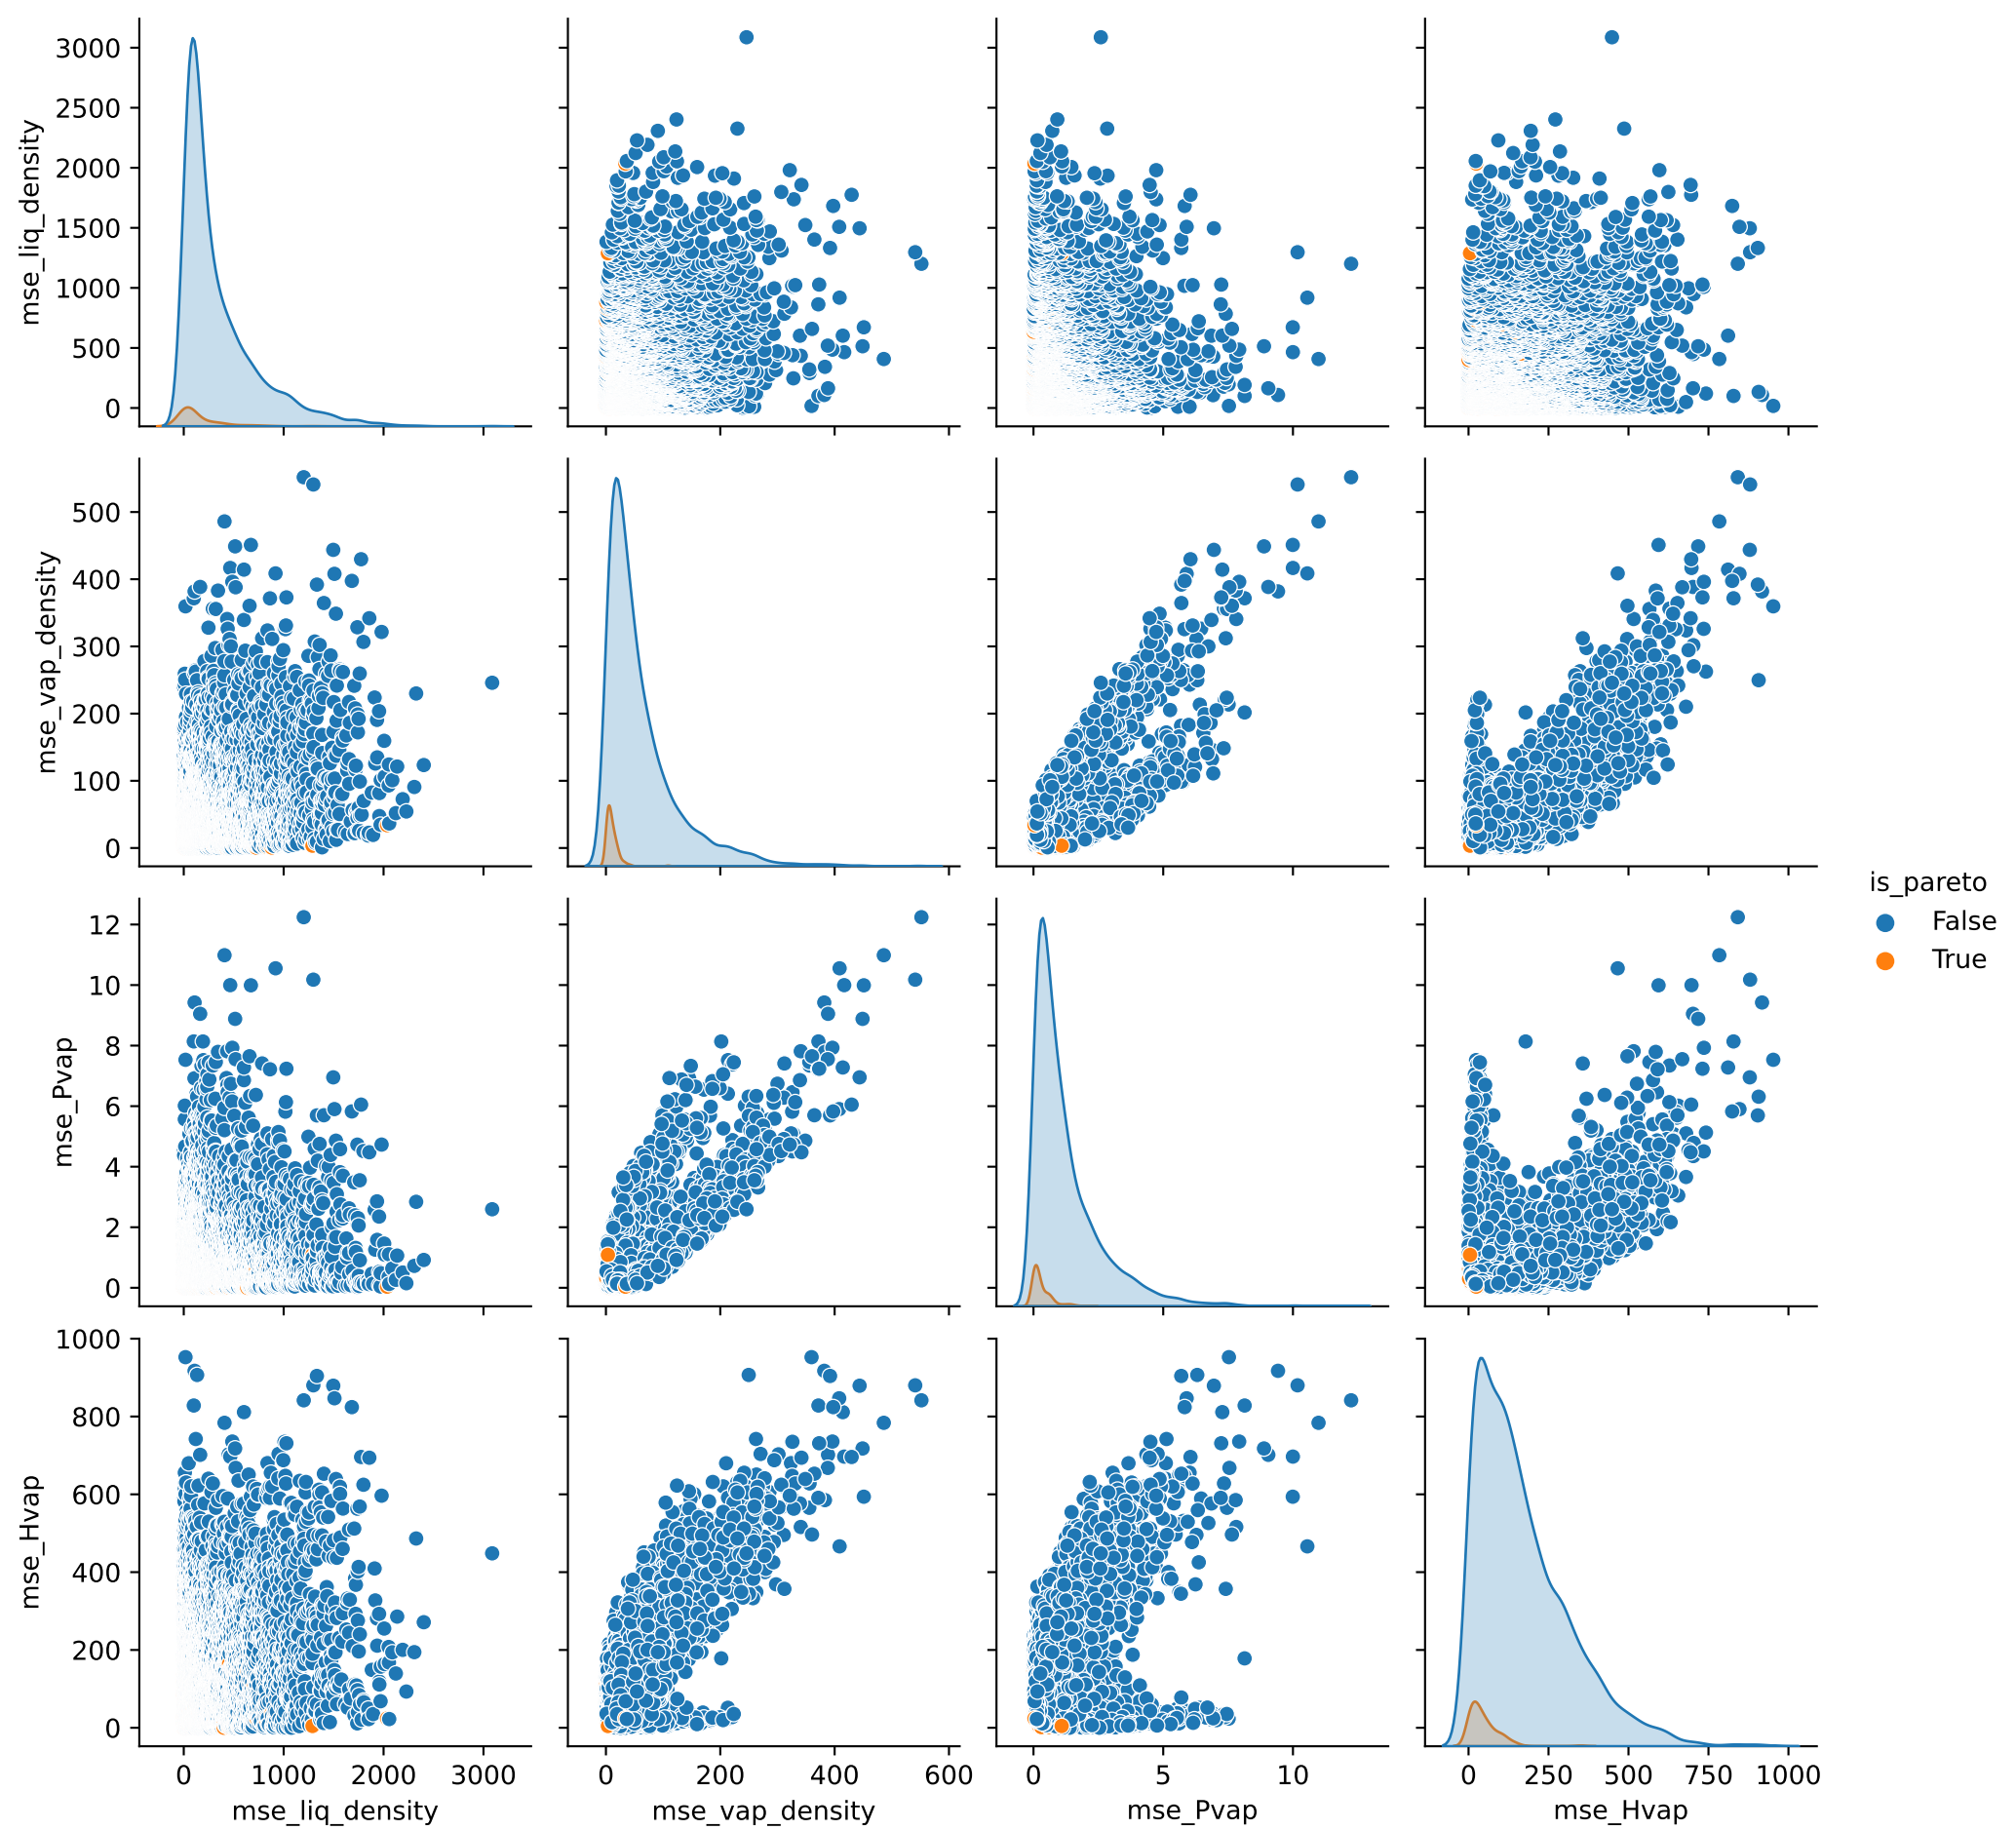 3000
2500
2000
1500
1000
500
0
mse_liq_density
500
400
300
200
100
0
mse_vap_density
is_pareto
False
True
12
10
8
6
4
2
0
mse_Pvap
1000
800
600
400
200
0
mse_Hvap
0 1000 2000 3000
mse_liq_density
0 200 400 600
mse_vap_density
0 5 10
mse_Pvap
0 250 500 750 1000
mse_Hvap